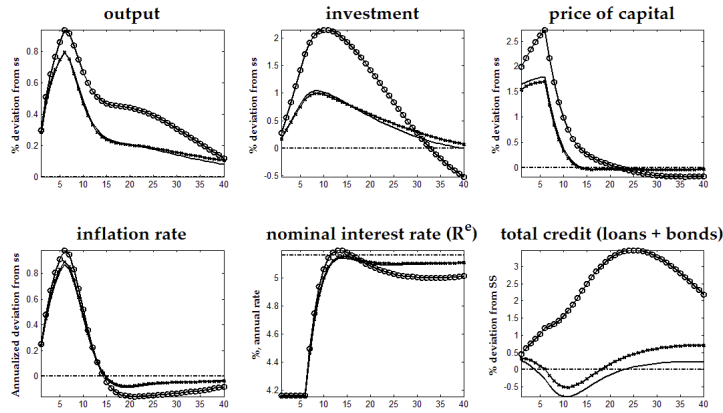 output
% deviation from ss
0.8
0.6
0.4
0.2
0
5 10 15 20 25 30 35 40
investment
% deviation from ss
2
1.5
1
0.5
0
-0.5
5 10 15 20 25 30 35 40
price of capital
% deviation from ss
2.5
2
1.5
1
0.5
0
5 10 15 20 25 30 35 40
inflation rate
Annualized deviation from ss
0.8
0.6
0.4
0.2
0
5 10 15 20 25 30 35 40
nominal interest rate (Rᵉ)
%, annual rate
5
4.8
4.6
4.4
4.2
5 10 15 20 25 30 35 40
total credit (loans + bonds)
% deviation from SS
3
2.5
2
1.5
1
0.5
0
-0.5
5 10 15 20 25 30 35 40